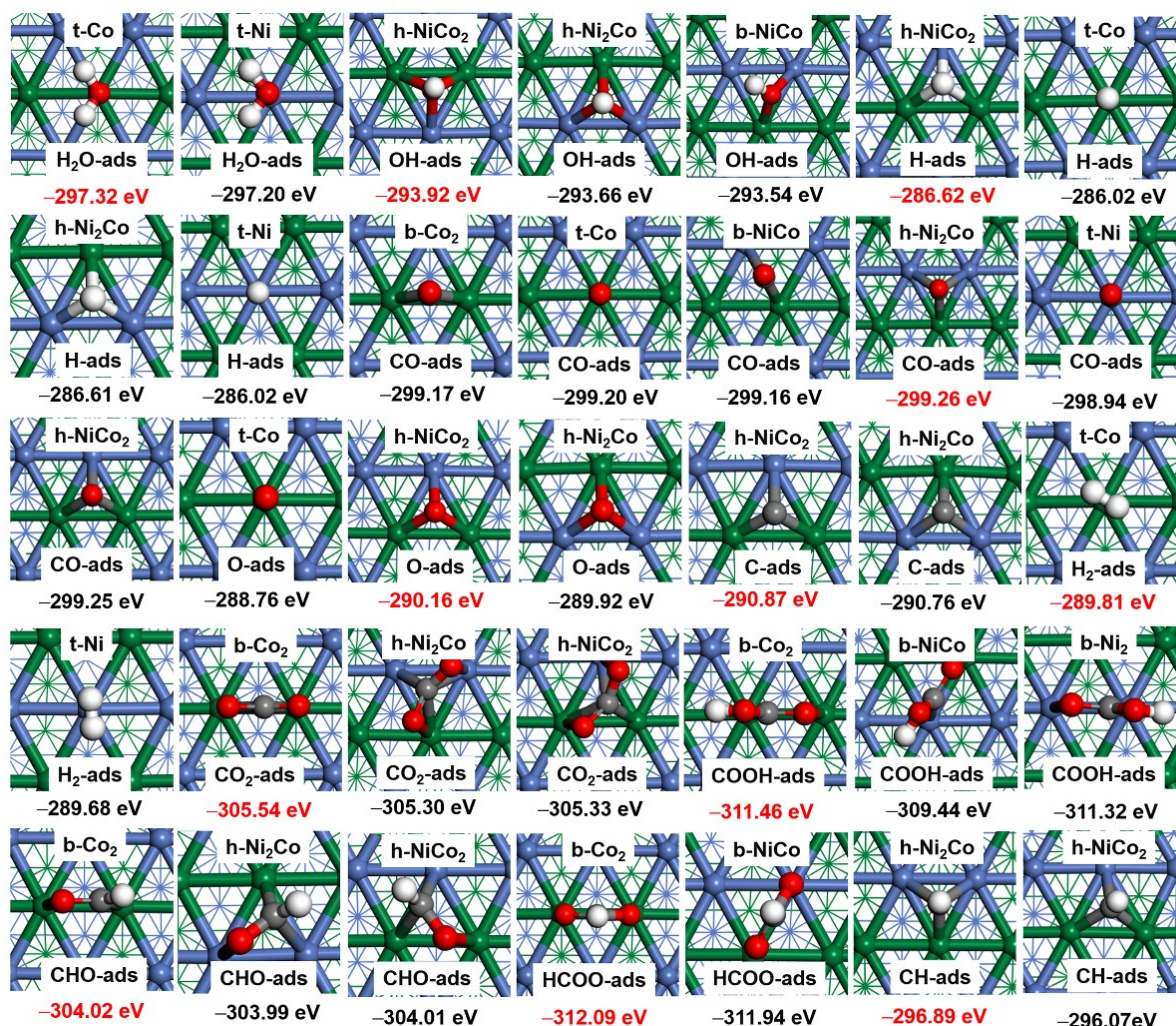 t-Co t-Ni h-NiCo₂ h-Ni₂Co b-NiCo h-NiCo₂ t-Co
H₂O-ads H₂O-ads OH-ads OH-ads OH-ads H-ads H-ads
−297.32 eV −297.20 eV −293.92 eV −293.66 eV −293.54 eV −286.62 eV −286.02 eV
h-Ni₂Co t-Ni b-Co₂ t-Co b-NiCo h-Ni₂Co t-Ni
H-ads H-ads CO-ads CO-ads CO-ads CO-ads CO-ads
−286.61 eV −286.02 eV −299.17 eV −299.20 eV −299.16 eV −299.26 eV −298.94 eV
h-NiCo₂ t-Co h-NiCo₂ h-Ni₂Co h-NiCo₂ h-Ni₂Co t-Co
CO-ads O-ads O-ads O-ads C-ads C-ads H₂-ads
−299.25 eV −288.76 eV −290.16 eV −289.92 eV −290.87 eV −290.76 eV −289.81 eV
t-Ni b-Co₂ h-Ni₂Co h-NiCo₂ b-Co₂ b-NiCo b-Ni₂
H₂-ads CO₂-ads CO₂-ads CO₂-ads COOH-ads COOH-ads COOH-ads
−289.68 eV −305.54 eV −305.30 eV −305.33 eV −311.46 eV −309.44 eV −311.32 eV
b-Co₂ h-Ni₂Co h-NiCo₂ b-Co₂ b-NiCo h-Ni₂Co h-NiCo₂
CHO-ads CHO-ads CHO-ads HCOO-ads HCOO-ads CH-ads CH-ads
−304.02 eV −303.99 eV −304.01 eV −312.09 eV −311.94 eV −296.89 eV −296.07eV